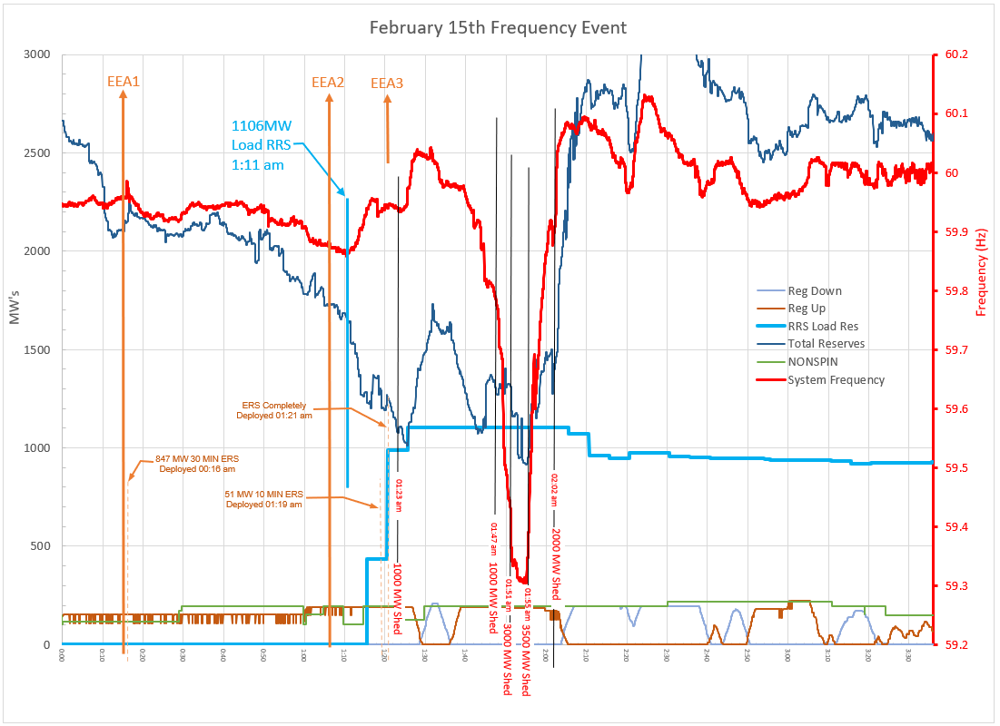 February 15th Frequency Event
3000
2500
2000
1500
1000
500
0
MW's
60.2
60.1
60
59.9
59.8
59.7
59.6
59.5
59.4
59.3
59.2
Frequency (Hz)
EEA1
EEA2
EEA3
1106MW
Load RRS
1:11 am
Reg Down
Reg Up
RRS Load Res
Total Reserves
NONSPIN
System Frequency
ERS Completely
Deployed 01:21 am
847 MW 30 MIN ERS
Deployed 00:16 am
51 MW 10 MIN ERS
Deployed 01:19 am
01:23 am
1000 MW Shed
01:47 am
1000 MW Shed
01:51 am
3000 MW Shed
01:55 am
3500 MW Shed
02:02 am
2000 MW Shed